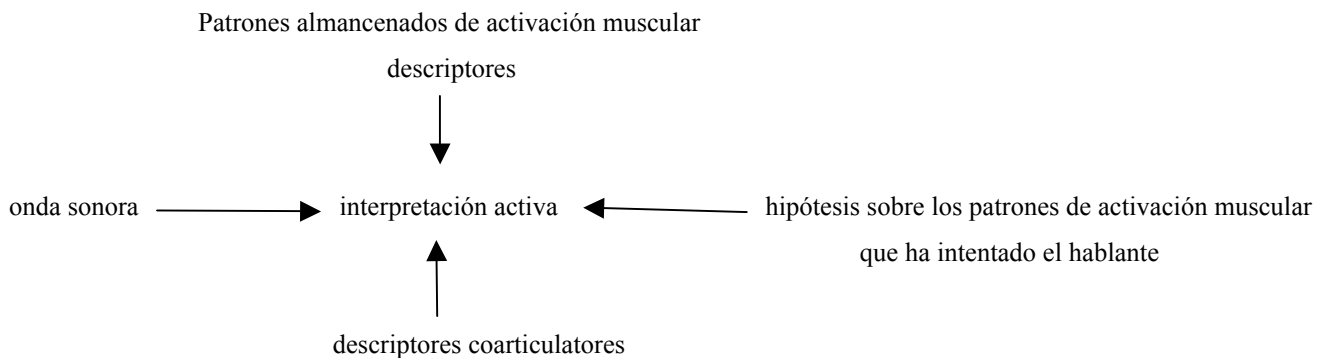 Patrones almancenados de activación muscular
descriptores
onda sonora
interpretación activa
hipótesis sobre los patrones de activación muscular
que ha intentado el hablante
descriptores coarticulatores